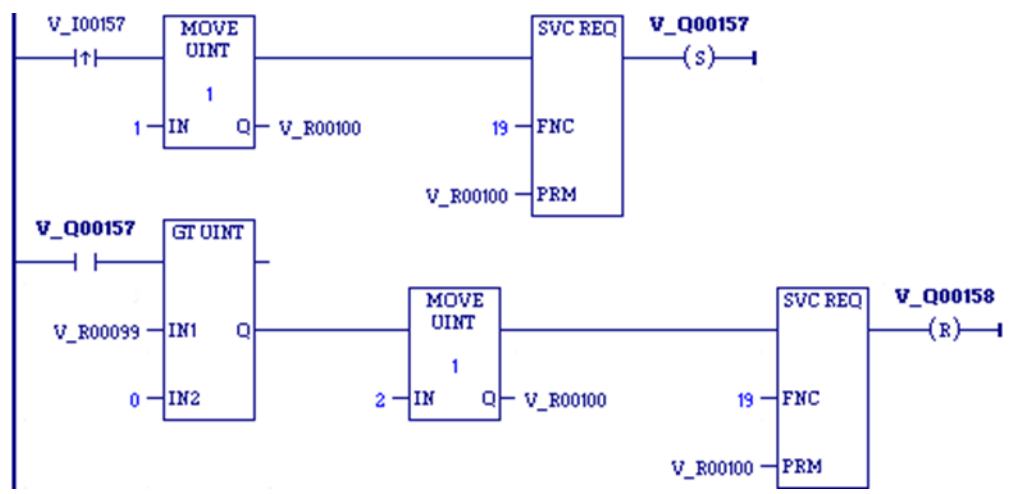 V_I00157
MOVE
UINT
1
1 IN Q V_R00100
SVC REQ
19 FNC
V_R00100 PRM
V_Q00157
(S)
V_Q00157
GT UINT
V_R00099 IN1 Q
0 IN2
MOVE
UINT
1
2 IN Q V_R00100
SVC REQ
19 FNC
V_R00100 PRM
V_Q00158
(R)